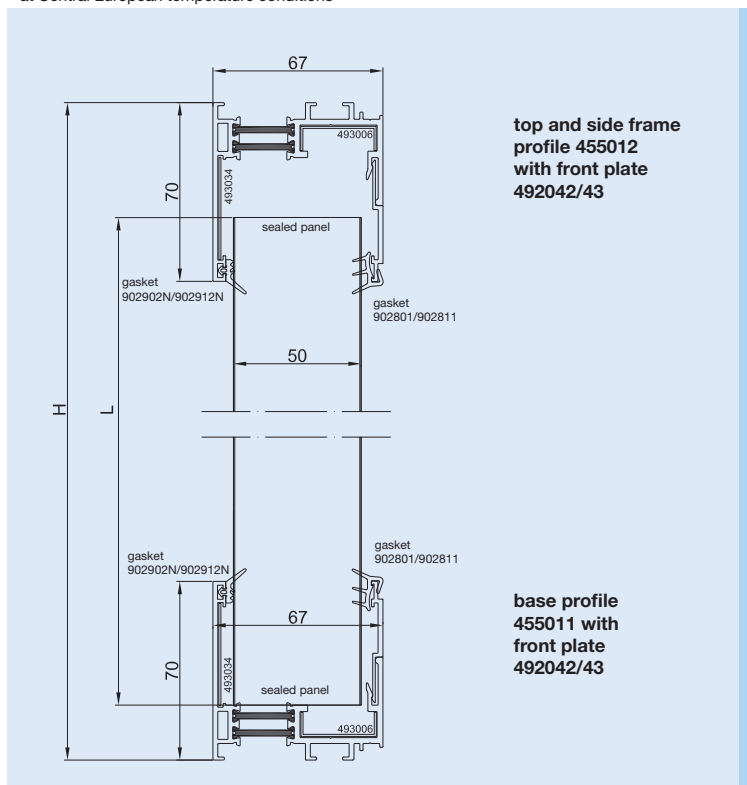 at Central European temperature conditions
67
493006
top and side frame
profile 455012
with front plate
492042/43
70
493034
sealed panel
gasket
902902N/902912N
gasket
902801/902811
50
H
L
gasket
902902N/902912N
gasket
902801/902811
67
base profile
455011 with
front plate
492042/43
70
493034
sealed panel
493006